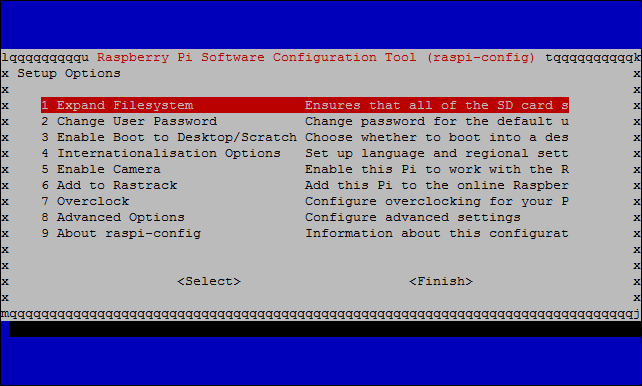 lqqqqqqqqqu Raspberry Pi Software Configuration Tool (raspi-config) tqqqqqqqqqqk
x Setup Options x
x x
x 1 Expand Filesystem Ensures that all of the SD card s x
x 2 Change User Password Change password for the default u x
x 3 Enable Boot to Desktop/Scratch Choose whether to boot into a des x
x 4 Internationalisation Options Set up language and regional sett x
x 5 Enable Camera Enable this Pi to work with the R x
x 6 Add to Rastrack Add this Pi to the online Raspber x
x 7 Overclock Configure overclocking for your P x
x 8 Advanced Options Configure advanced settings x
x 9 About raspi-config Information about this configurat x
x x
x x
x <Select> <Finish> x
x x
mqqqqqqqqqqqqqqqqqqqqqqqqqqqqqqqqqqqqqqqqqqqqqqqqqqqqqqqqqqqqqqqqqqqqqqqqqqqqqqj